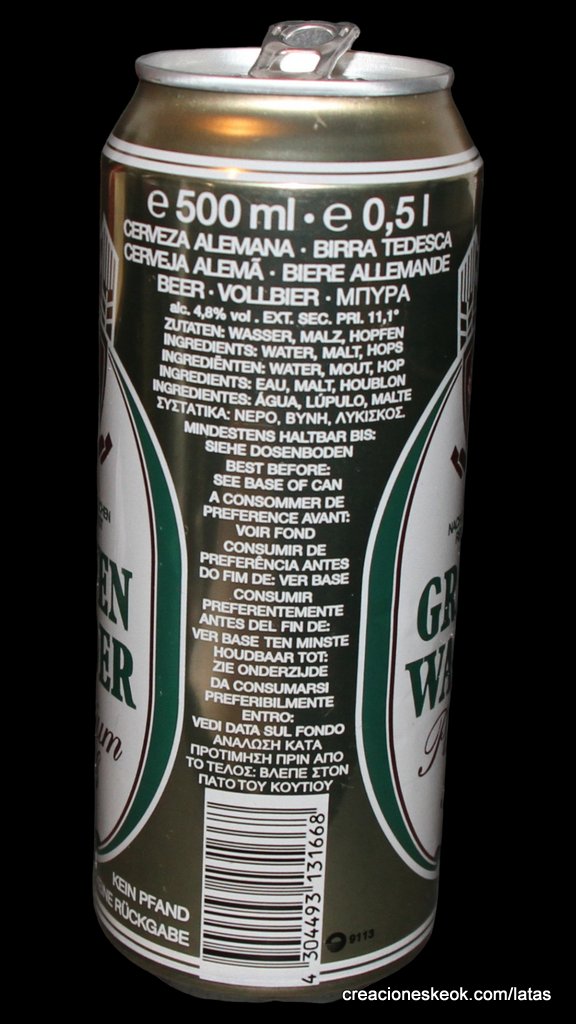 e 500 ml · e 0,5 l
CERVEZA ALEMANA · BIRRA TEDESCA
CERVEJA ALEMÃ · BIERE ALLEMANDE
BEER · VOLLBIER · ΜΠΥΡΑ
alc. 4,8% vol . EXT. SEC. PRI. 11,1°
ZUTATEN: WASSER, MALZ, HOPFEN
INGREDIENTS: WATER, MALT, HOPS
INGREDIËNTEN: WATER, MOUT, HOP
INGREDIENTS: EAU, MALT, HOUBLON
INGREDIENTES: ÁGUA, LÚPULO, MALTE
ΣΥΣΤΑΤΙΚΑ: ΝΕΡΟ, ΒΥΝΗ, ΛΥΚΙΣΚΟΣ.
MINDESTENS HALTBAR BIS:
SIEHE DOSENBODEN
BEST BEFORE:
SEE BASE OF CAN
A CONSOMMER DE
PREFERENCE AVANT:
VOIR FOND
CONSUMIR DE
PREFERÊNCIA ANTES
DO FIM DE: VER BASE
CONSUMIR
PREFERENTEMENTE
ANTES DEL FIN DE:
VER BASE TEN MINSTE
HOUDBAAR TOT:
ZIE ONDERZIJDE
DA CONSUMARSI
PREFERIBILMENTE
ENTRO:
VEDI DATA SUL FONDO
ΑΝΑΛΩΣΗ ΚΑΤΑ
ΠΡΟΤΙΜΗΣΗ ΠΡΙΝ ΑΠΟ
ΤΟ ΤΕΛΟΣ: ΒΛΕΠΕ ΣΤΟΝ
ΠΑΤΟ ΤΟΥ ΚΟΥΤΙΟΥ
EN
ER
um
GR
WA
P
KEIN PFAND
EINE RÜCKGABE
4 304493 131668
9113
creacioneskeok.com/latas